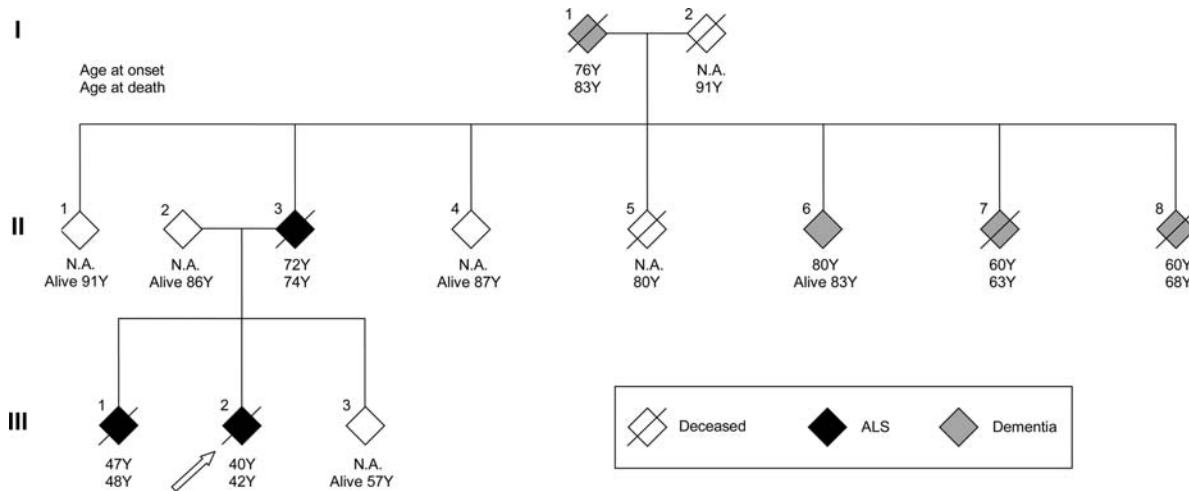 I
1
2
Age at onset
Age at death
76Y
83Y
N.A.
91Y
II
1
2
3
4
5
6
7
8
N.A.
Alive 91Y
N.A.
Alive 86Y
72Y
74Y
N.A.
Alive 87Y
N.A.
80Y
80Y
Alive 83Y
60Y
63Y
60Y
68Y
III
1
2
3
47Y
48Y
40Y
42Y
N.A.
Alive 57Y
Deceased
ALS
Dementia